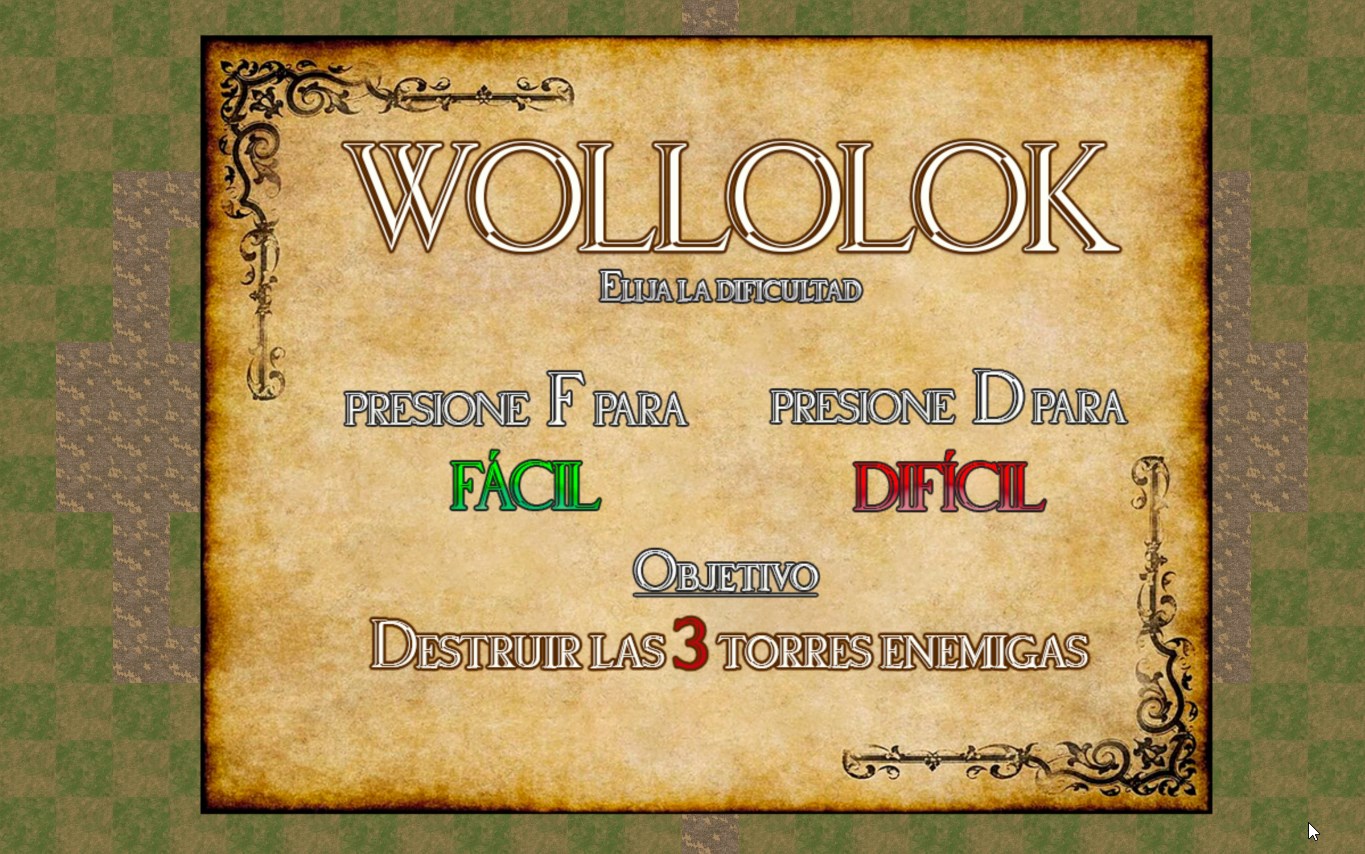 WOLLOLOK
ELIJA LA DIFICULTAD
PRESIONE F PARA
FÁCIL
PRESIONE D PARA
DIFÍCIL
OBJETIVO
DESTRUIR LAS 3 TORRES ENEMIGAS